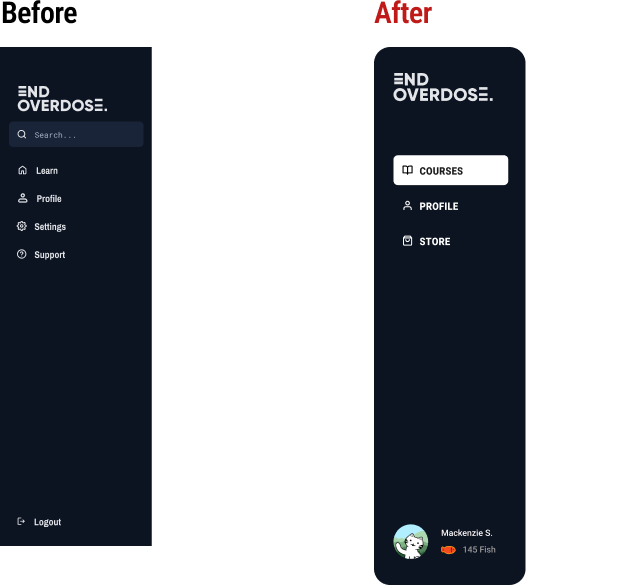 Before
END
OVERDOSE.
Search...
Learn
Profile
Settings
Support
Logout
After
END
OVERDOSE.
COURSES
PROFILE
STORE
Mackenzie S.
145 Fish